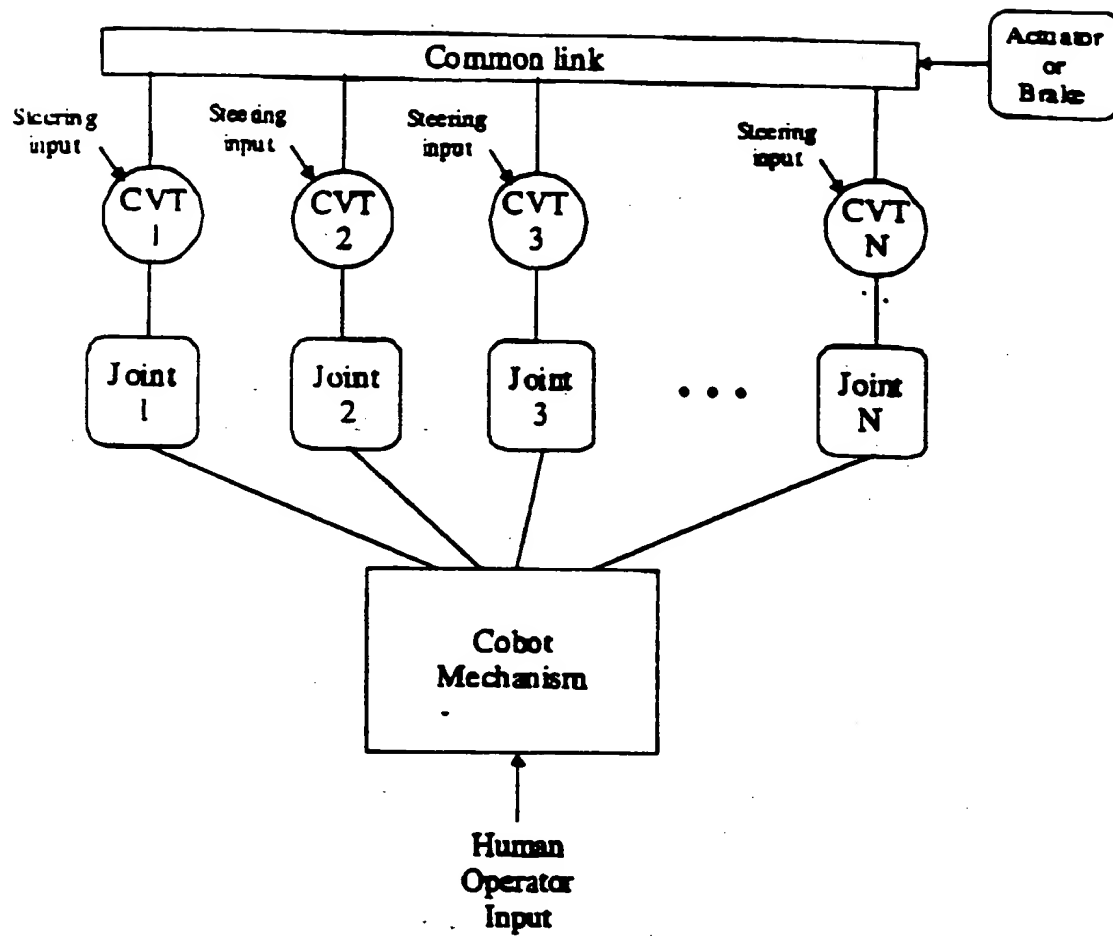 Common link
Actuator
or
Brake
Steering
input
Steering
input
Steering
input
Steering
input
CVT
1
CVT
2
CVT
3
CVT
N
Joint
1
Joint
2
Joint
3
• • •
Joint
N
Cobot
Mechanism
Human
Operator
Input